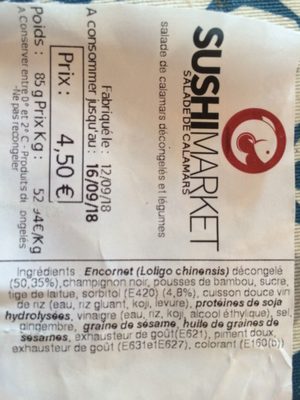 SUSHIMARKET
SALADE DE CALAMARS
salade de calamars décongelés et légumes
Fabriqué le : 12/09/18
A consommer jusqu'au : 16/09/18
Prix : 4,50 €
Poids : 85 g Prix Kg : 52 94€/Kg
A Conserver entre 0° et 2° C - Produits d ongelés
-Ne pas recongeler
Ingrédients Encornet (Loligo chinensis) décongelé
(50,35%),champignon noir, pousses de bambou, sucre,
tige de laitue, sorbitol (E420) (4,8%), cuisson douce vin
de riz (eau, riz gluant, koji, levure), protéines de soja
hydrolysées, vinaigre (eau, riz, koji, alcool éthylique), sel,
gingembre, graine de sésame, huile de graines de
sésames, exhausteur de goût(E621), piment doux,
exhausteur de goût (E631etE627), colorant (E160(b))